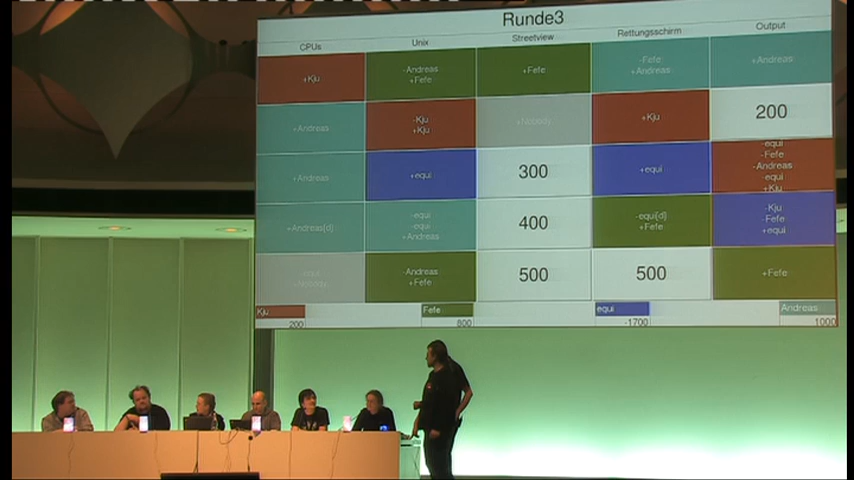 Runde3
CPUs Unix Streetview Rettungsschirm Output
+Kju
-Andreas
+Fefe
+Fefe
-Fefe
+Andreas
+Andreas
+Andreas
-Kju
+Kju
+Nobody
+Kju
200
+Andreas
+equi
300
+equi
-equi
-Fefe
-Andreas
-equi
+Kju
+Andreas[d]
-equi
-equi
+Andreas
400
-equi[d]
+Fefe
-Kju
-Fefe
+equi
-equi
+Nobody
-Andreas
+Fefe
500
500
+Fefe
Kju Fefe equi Andreas
200 800 -1700 1000